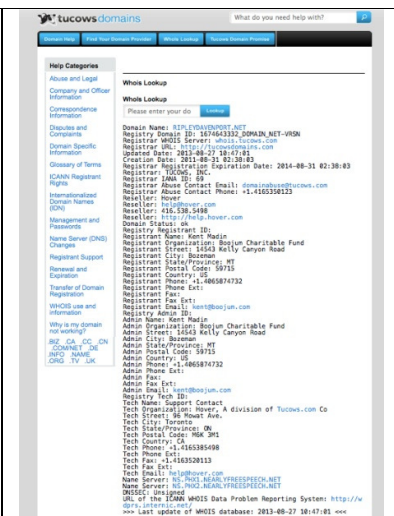 tucowsdomains
What do you need help with?
Domain Help
Find Your Domain Provider
Whois Lookup
Tucows Domain Promise
Help Categories
Abuse and Legal
Company and Officer
Information
Correspondence
Information
Disputes and
Complaints
Domain Specific
Information
Glossary of Terms
ICANN Registrant
Rights
Internationalized
Domain Names
(ION)
Management and
Passwords
Name Server (DNS)
Changes
Registrant Support
Renewal and
Expiration
Transfer of Domain
Registration
WHOIS use and
information
Why is my domain
not working?
.BIZ .CA .CC .CN
.COM/NET .DE
.INFO .NAME
.ORG .TV .UK
Whois Lookup
Whois Lookup
Please enter your do
Lookup
Domain Name: RIPLEYDAVENPORT.NET
Registry Domain ID: 1674643332_DOMAIN_NET-VRSN
Registrar WHOIS Server: whois.tucows.com
Registrar URL: http://tucowsdomains.com
Updated Date: 2013-08-27 10:47:01
Creation Date: 2011-08-31 02:38:03
Registrar Registration Expiration Date: 2014-08-31 02:38:03
Registrar: TUCOWS, INC.
Registrar IANA ID: 69
Registrar Abuse Contact Email: domainabuse@tucows.com
Registrar Abuse Contact Phone: +1.4165350123
Reseller: Hover
Reseller: help@hover.com
Reseller: 416.538.5498
Reseller: http://help.hover.com
Domain Status: ok
Registry Registrant ID:
Registrant Name: Kent Madin
Registrant Organization: Boojum Charitable Fund
Registrant Street: 14543 Kelly Canyon Road
Registrant City: Bozeman
Registrant State/Province: MT
Registrant Postal Code: 59715
Registrant Country: US
Registrant Phone: +1.4065874732
Registrant Phone Ext:
Registrant Fax:
Registrant Fax Ext:
Registrant Email: kent@boojum.com
Registry Admin ID:
Admin Name: Kent Madin
Admin Organization: Boojum Charitable Fund
Admin Street: 14543 Kelly Canyon Road
Admin City: Bozeman
Admin State/Province: MT
Admin Postal Code: 59715
Admin Country: US
Admin Phone: +1.4065874732
Admin Phone Ext:
Admin Fax:
Admin Fax Ext:
Admin Email: kent@boojum.com
Registry Tech ID:
Tech Name: Support Contact
Tech Organization: Hover, A division of Tucows.com Co
Tech Street: 96 Mowat Ave.
Tech City: Toronto
Tech State/Province: ON
Tech Postal Code: M6K 3M1
Tech Country: CA
Tech Phone: +1.4165385498
Tech Phone Ext:
Tech Fax: +1.4163520113
Tech Fax Ext:
Tech Email: help@hover.com
Name Server: NS.PHX1.NEARLYFREESPEECH.NET
Name Server: NS.PHX2.NEARLYFREESPEECH.NET
DNSSEC: Unsigned
URL of the ICANN WHOIS Data Problem Reporting System: http://w
dprs.internic.net/
>>> Last update of WHOIS database: 2013-08-27 10:47:01 <<<